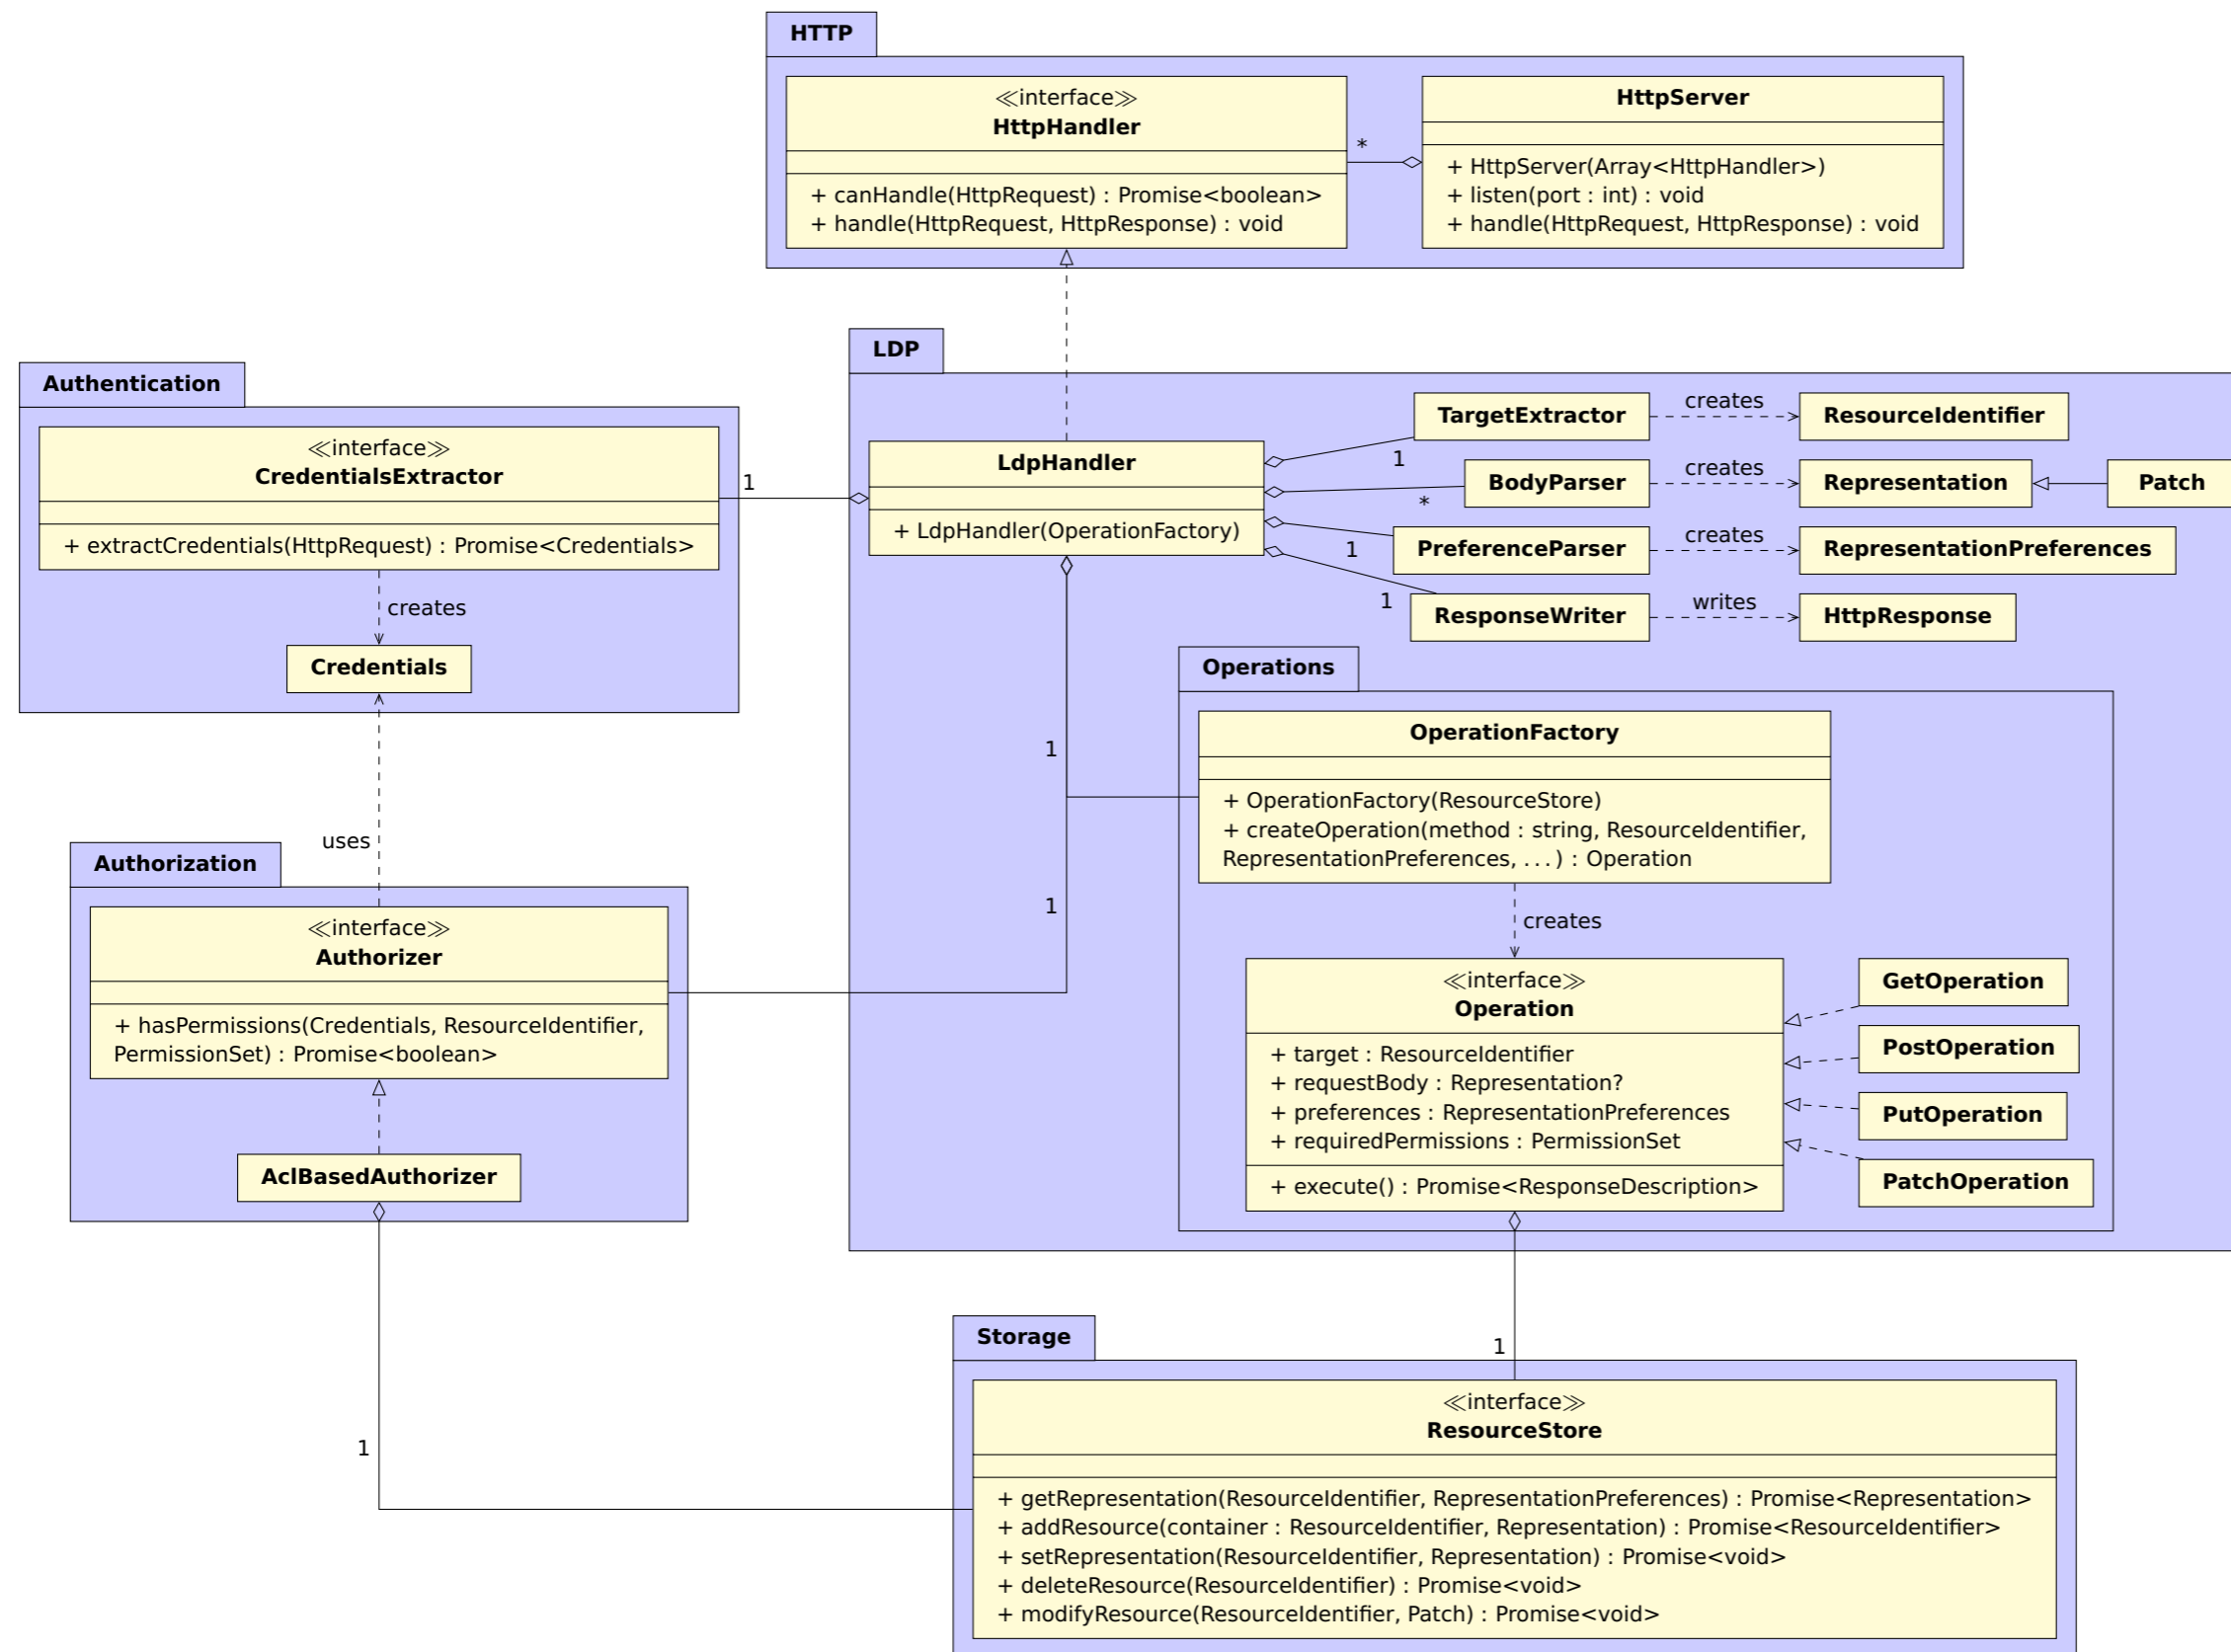 HTTP
≪interface≫
HttpHandler
+ canHandle(HttpRequest) : Promise<boolean>
+ handle(HttpRequest, HttpResponse) : void
*
HttpServer
+ HttpServer(Array<HttpHandler>)
+ listen(port : int) : void
+ handle(HttpRequest, HttpResponse) : void
Authentication
≪interface≫
CredentialsExtractor
+ extractCredentials(HttpRequest) : Promise<Credentials>
creates
Credentials
1
LDP
LdpHandler
+ LdpHandler(OperationFactory)
1
TargetExtractor
creates
ResourceIdentifier
*
BodyParser
creates
Representation
Patch
1
PreferenceParser
creates
RepresentationPreferences
1
ResponseWriter
writes
HttpResponse
Operations
1
OperationFactory
+ OperationFactory(ResourceStore)
+ createOperation(method : string, ResourceIdentifier,
RepresentationPreferences, ...) : Operation
creates
≪interface≫
Operation
+ target : ResourceIdentifier
+ requestBody : Representation?
+ preferences : RepresentationPreferences
+ requiredPermissions : PermissionSet
+ execute() : Promise<ResponseDescription>
GetOperation
PostOperation
PutOperation
PatchOperation
uses
1
Authorization
≪interface≫
Authorizer
+ hasPermissions(Credentials, ResourceIdentifier,
PermissionSet) : Promise<boolean>
AclBasedAuthorizer
1
1
Storage
≪interface≫
ResourceStore
+ getRepresentation(ResourceIdentifier, RepresentationPreferences) : Promise<Representation>
+ addResource(container : ResourceIdentifier, Representation) : Promise<ResourceIdentifier>
+ setRepresentation(ResourceIdentifier, Representation) : Promise<void>
+ deleteResource(ResourceIdentifier) : Promise<void>
+ modifyResource(ResourceIdentifier, Patch) : Promise<void>